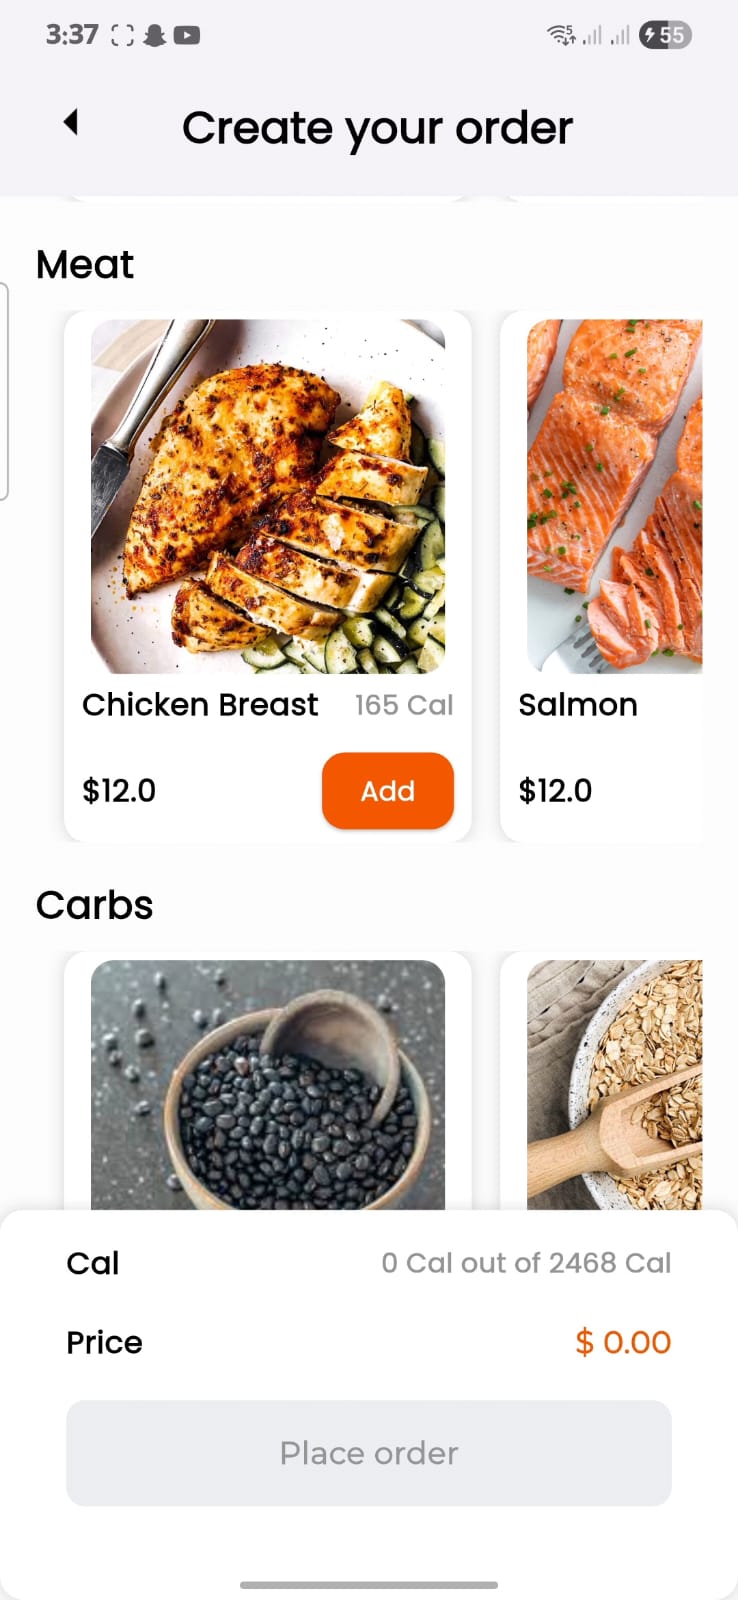 3:37
5
55
Create your order
Meat
Chicken Breast 165 Cal
$12.0 Add
Salmon
$12.0
Carbs
Cal 0 Cal out of 2468 Cal
Price $ 0.00
Place order